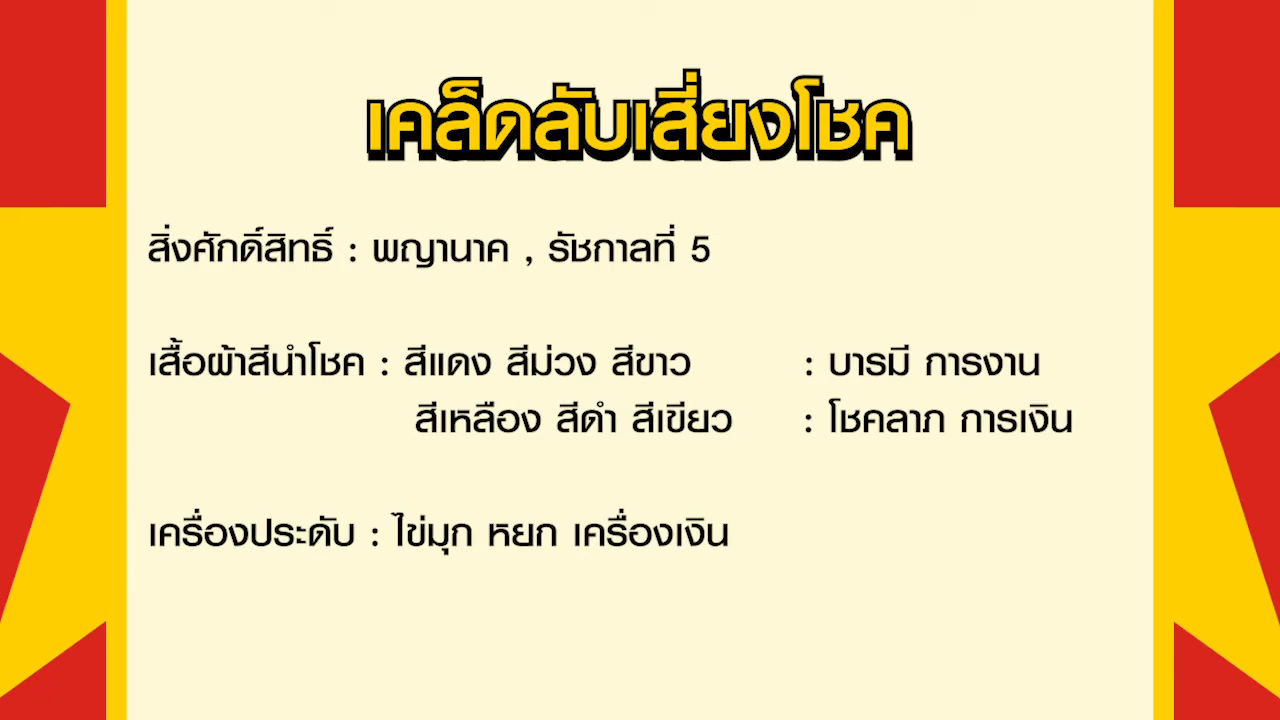 เคล็ดลับเสี่ยงโชค
สิ่งศักดิ์สิทธิ์ : พญานาค , รัชกาลที่ 5
เสื้อผ้าสีนำโชค : สีแดง สีม่วง สีขาว : บารมี การงาน
สีเหลือง สีดำ สีเขียว : โชคลาภ การเงิน
เครื่องประดับ : ไข่มุก หยก เครื่องเงิน